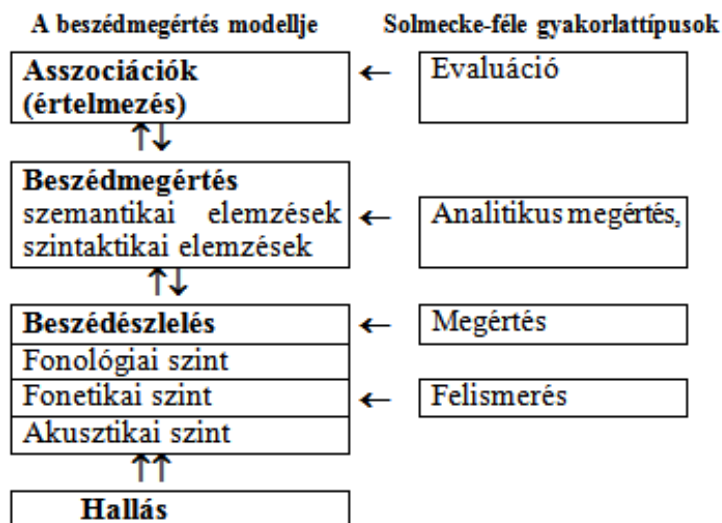 A beszédmegértés modellje
Solmecke-féle gyakorlattípusok
Asszociációk
(értelmezés)
←
Evaluáció
↑↓
Beszédmegértés
szemantikai elemzések
szintaktikai elemzések
←
Analitikus megértés,
↑↓
Beszédészlelés
←
Megértés
Fonológiai szint
Fonetikai szint
←
Felismerés
Akusztikai szint
↑↑
Hallás